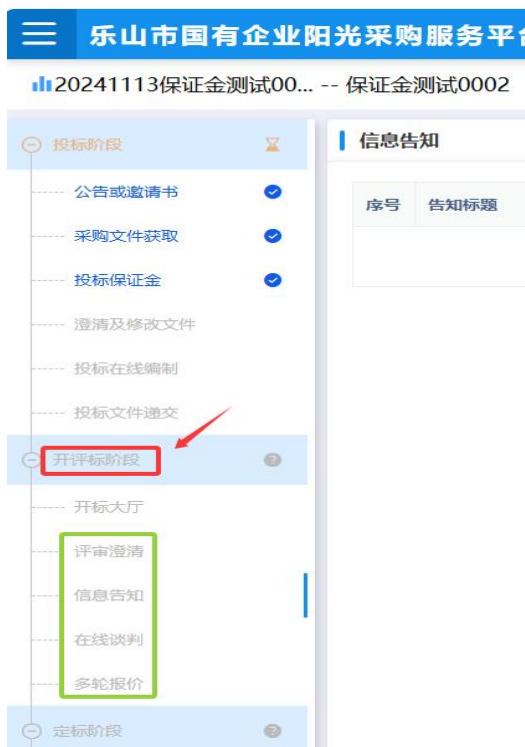 乐山市国有企业阳光采购服务平台
20241113保证金测试00... -- 保证金测试0002
投标阶段
公告或邀请书
采购文件获取
投标保证金
澄清及修改文件
投标在线编制
投标文件递交
开评标阶段
开标大厅
评审澄清
信息告知
在线谈判
多轮报价
定标阶段
信息告知
序号 告知标题